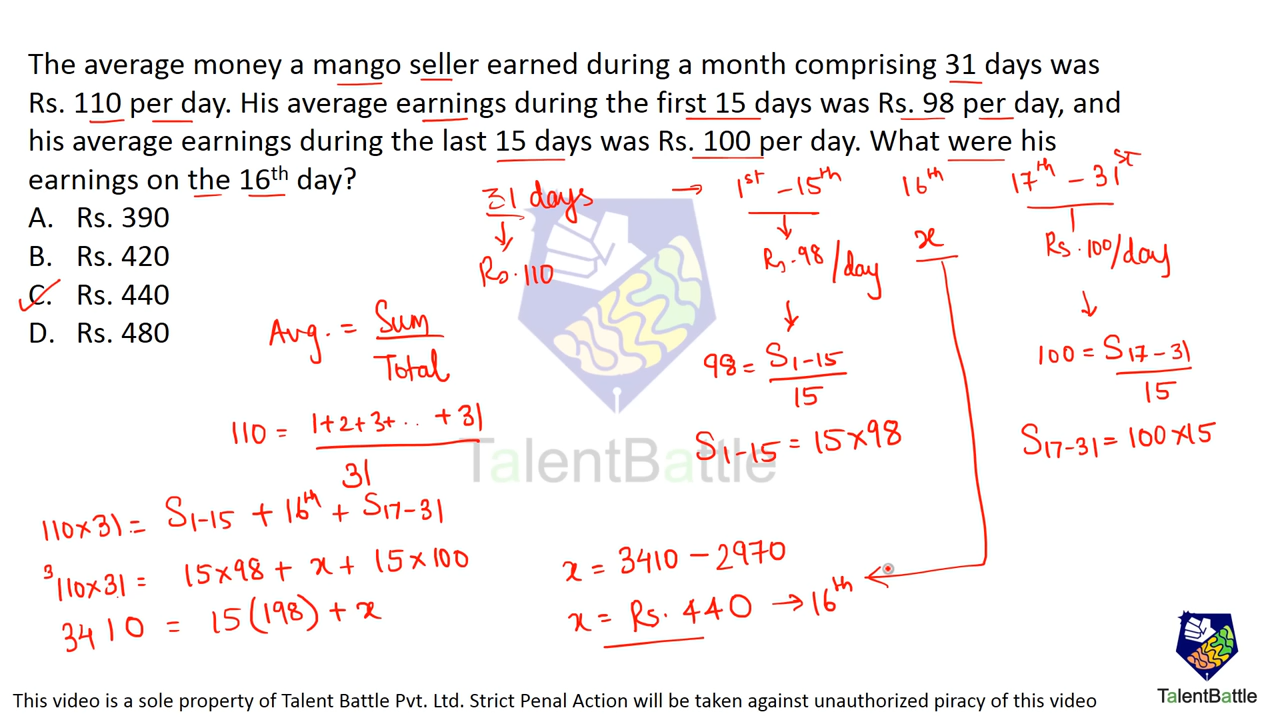 The average money a mango seller earned during a month comprising 31 days was
Rs. 110 per day. His average earnings during the first 15 days was Rs. 98 per day, and
his average earnings during the last 15 days was Rs. 100 per day. What were his
earnings on the 16th day?
A. Rs. 390
B. Rs. 420
C. Rs. 440
D. Rs. 480
31 days → 1st - 15th 16th 17th - 31st
Rs. 110 Rs. 98 /day x Rs. 100/day
Avg. = Sum / Total
98 = S1-15 / 15
100 = S17-31 / 15
110 = 1+2+3+ .. +31 / 31
S1-15 = 15×98
S17-31 = 100×15
TalentBattle
110×31 = S1-15 + 16th + S17-31
3110×31 = 15×98 + x + 15×100
3410 = 15(198) + x
x = 3410 - 2970
x = Rs. 440 → 16th
TalentBattle
This video is a sole property of Talent Battle Pvt. Ltd. Strict Penal Action will be taken against unauthorized piracy of this video